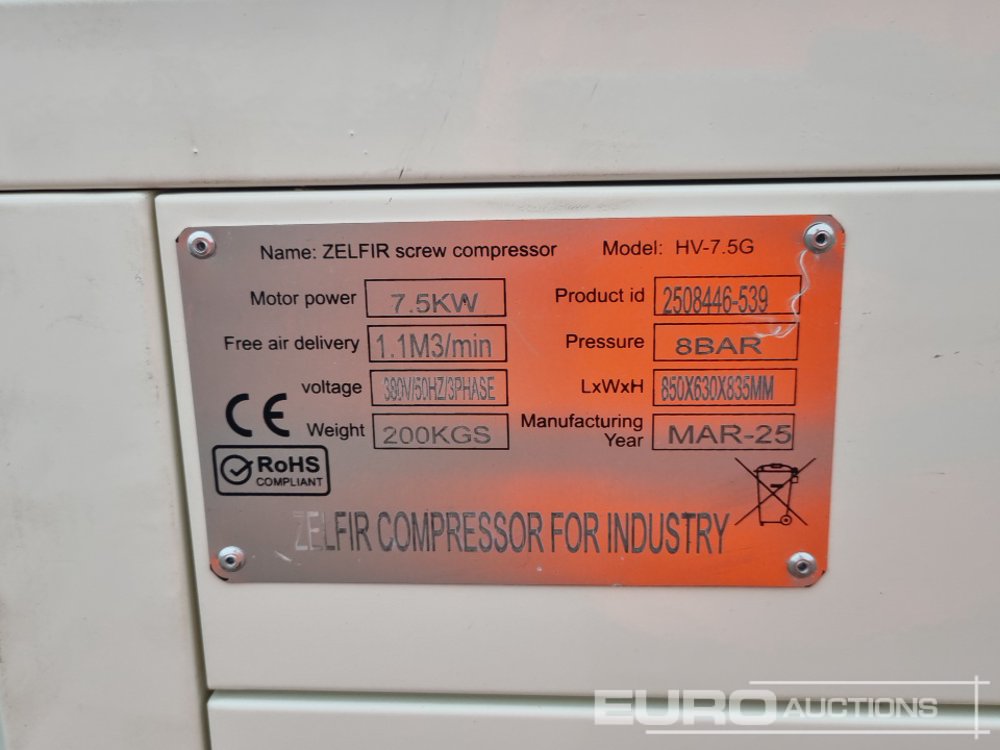 Name: ZELFIR screw compressor Model: HV-7.5G
Motor power 7.5KW Product id 2508446-539
Free air delivery 1.1M3/min Pressure 8BAR
voltage 380V/50HZ/3PHASE LxWxH 850X630X835MM
CE Weight 200KGS Manufacturing Year MAR-25
RoHS
COMPLIANT
ZELFIR COMPRESSOR FOR INDUSTRY
EURO AUCTIONS